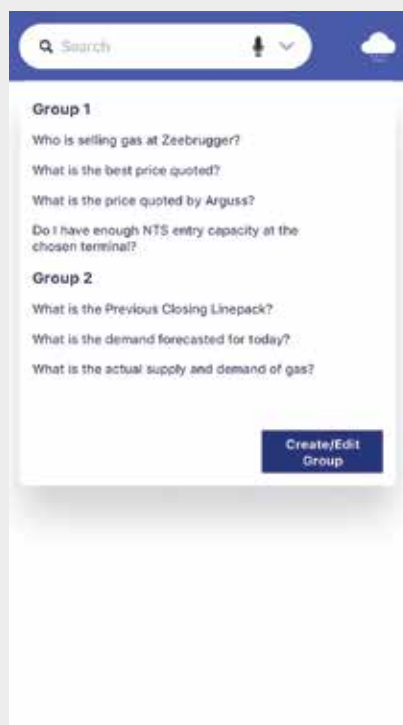 Search
Group 1
Who is selling gas at Zeebrugger?
What is the best price quoted?
What is the price quoted by Arguss?
Do I have enough NTS entry capacity at the
chosen terminal?
Group 2
What is the Previous Closing Linepack?
What is the demand forecasted for today?
What is the actual supply and demand of gas?
Create/Edit
Group